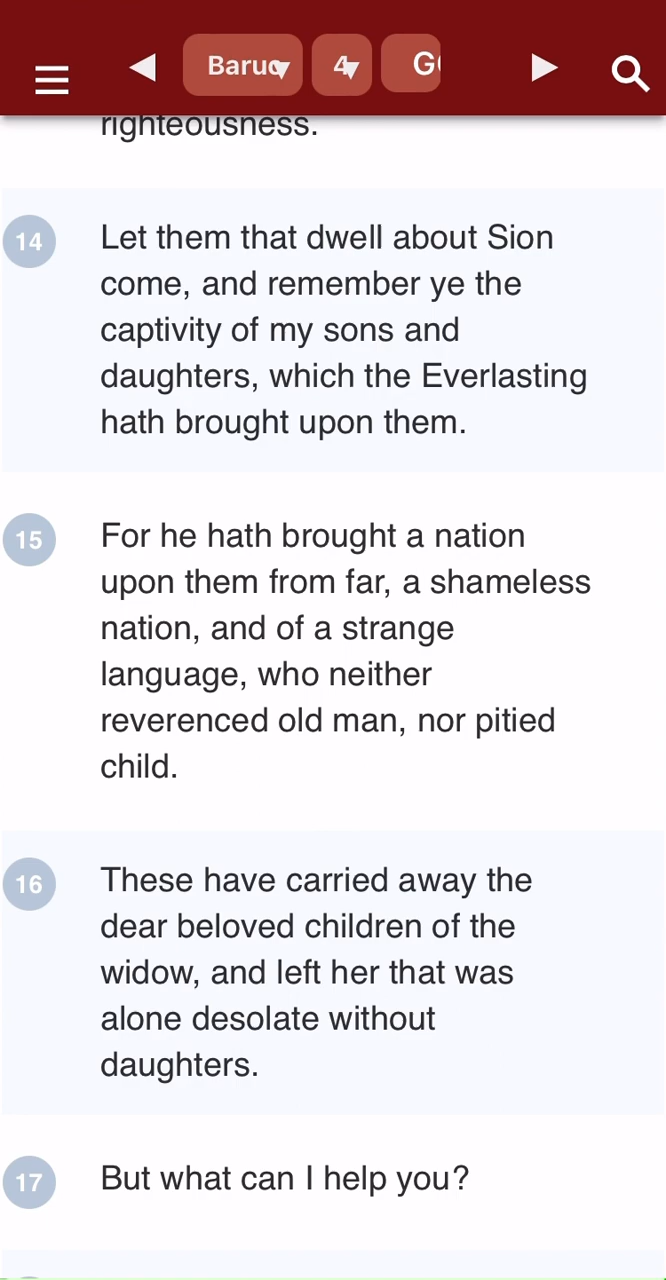 Baruc 4 G
righteousness.
14 Let them that dwell about Sion
come, and remember ye the
captivity of my sons and
daughters, which the Everlasting
hath brought upon them.
15 For he hath brought a nation
upon them from far, a shameless
nation, and of a strange
language, who neither
reverenced old man, nor pitied
child.
16 These have carried away the
dear beloved children of the
widow, and left her that was
alone desolate without
daughters.
17 But what can I help you?